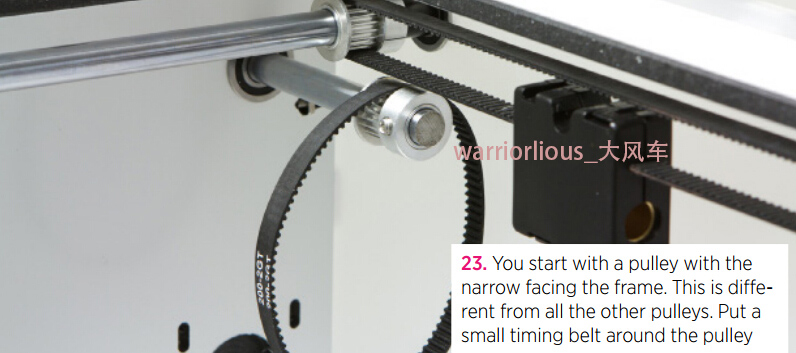 warriorlious_大风车
200-2GT
23. You start with a pulley with the
narrow facing the frame. This is diffe-
rent from all the other pulleys. Put a
small timing belt around the pulley